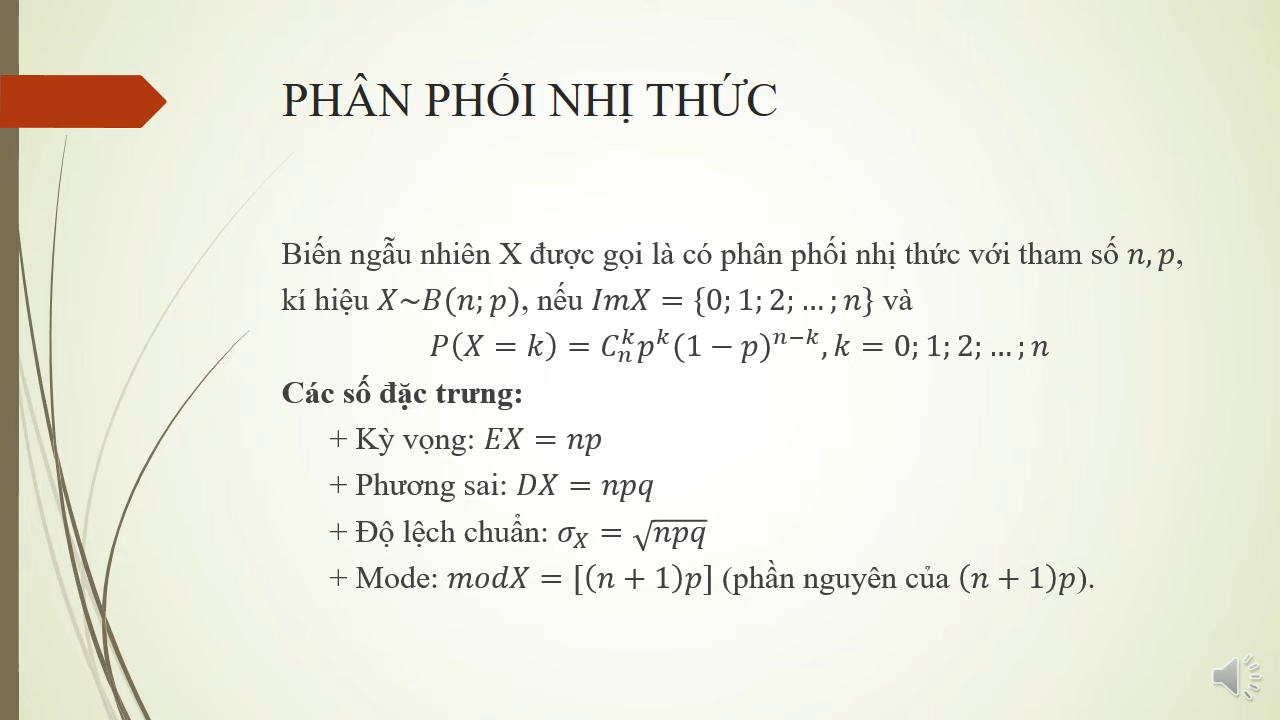 PHÂN PHỐI NHỊ THỨC
Biến ngẫu nhiên X được gọi là có phân phối nhị thức với tham số n, p,
kí hiệu X~B(n; p), nếu ImX = {0; 1; 2; … ; n} và
P(X = k) = C_n^k p^k (1 − p)^{n−k}, k = 0; 1; 2; … ; n
Các số đặc trưng:
+ Kỳ vọng: EX = np
+ Phương sai: DX = npq
+ Độ lệch chuẩn: σ_X = √npq
+ Mode: modX = [(n + 1)p] (phần nguyên của (n + 1)p).